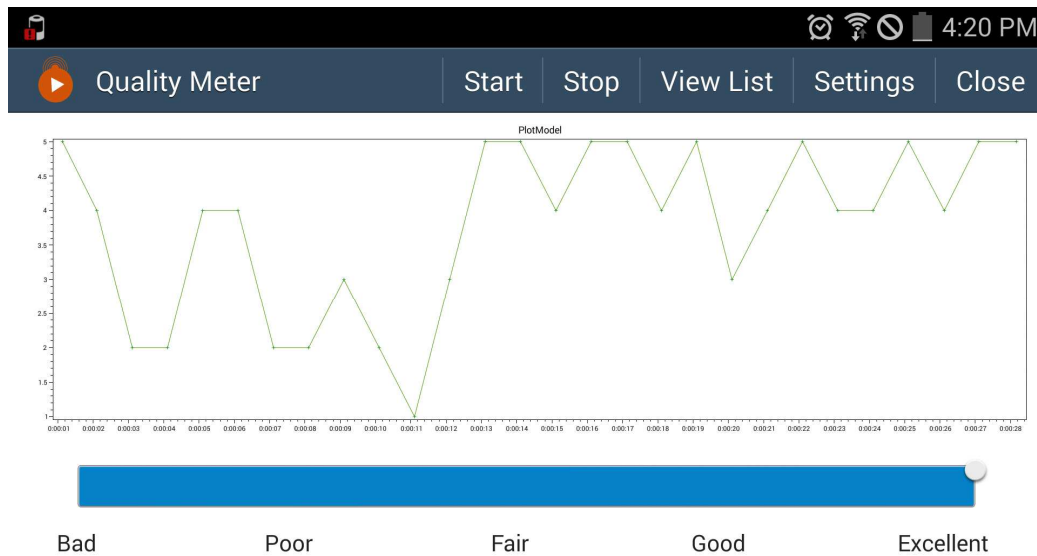 4:20 PM
Quality Meter Start Stop View List Settings Close
PlotModel
5
4.5
4
3.5
3
2.5
2
1.5
1
0:00:01 0:00:02 0:00:03 0:00:04 0:00:05 0:00:06 0:00:07 0:00:08 0:00:09 0:00:10 0:00:11 0:00:12 0:00:13 0:00:14 0:00:15 0:00:16 0:00:17 0:00:18 0:00:19 0:00:20 0:00:21 0:00:22 0:00:23 0:00:24 0:00:25 0:00:26 0:00:27 0:00:28
Bad Poor Fair Good Excellent